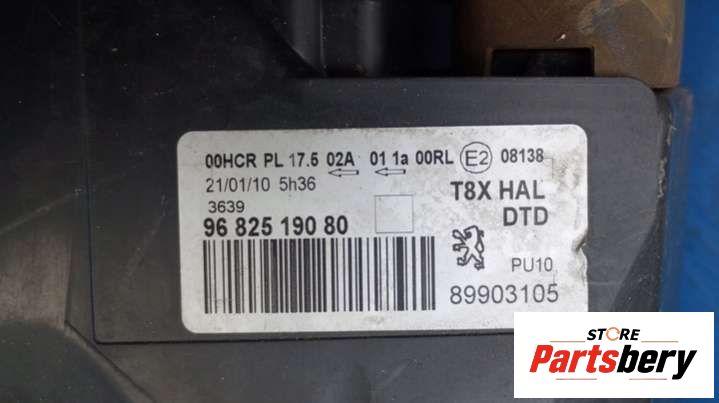 00HCR PL 17.5 02A 01 1a 00RL E2 08138
21/01/10 5h36
T8X HAL
3639
DTD
96 825 190 80
PU10
89903105
STORE
Partsbery